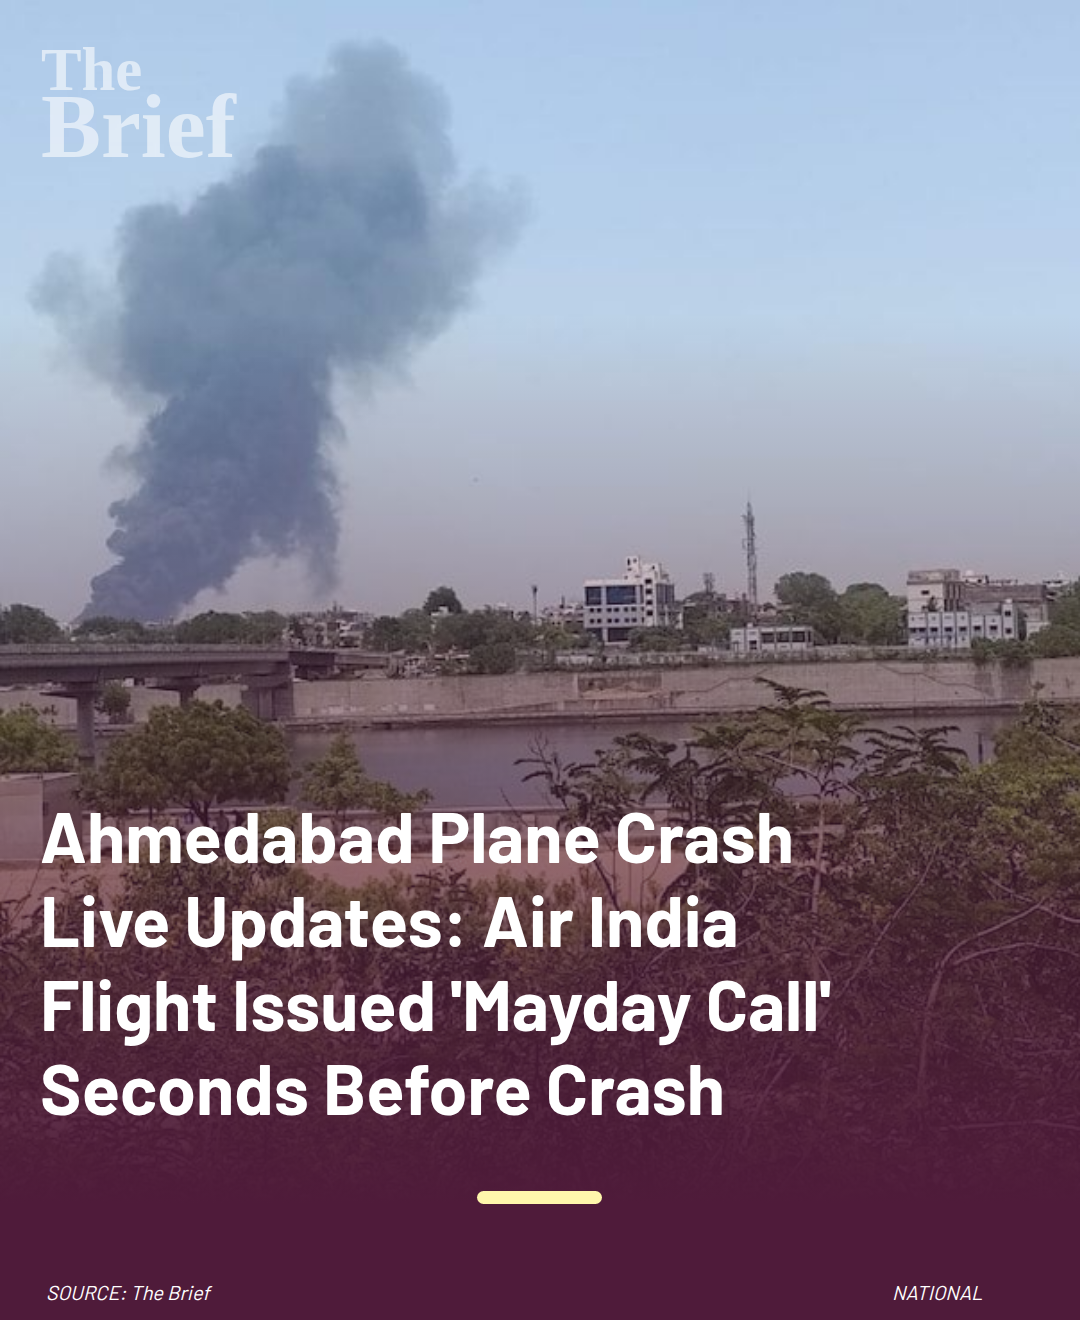 The
Brief
Ahmedabad Plane Crash
Live Updates: Air India
Flight Issued 'Mayday Call'
Seconds Before Crash
SOURCE: The Brief
NATIONAL